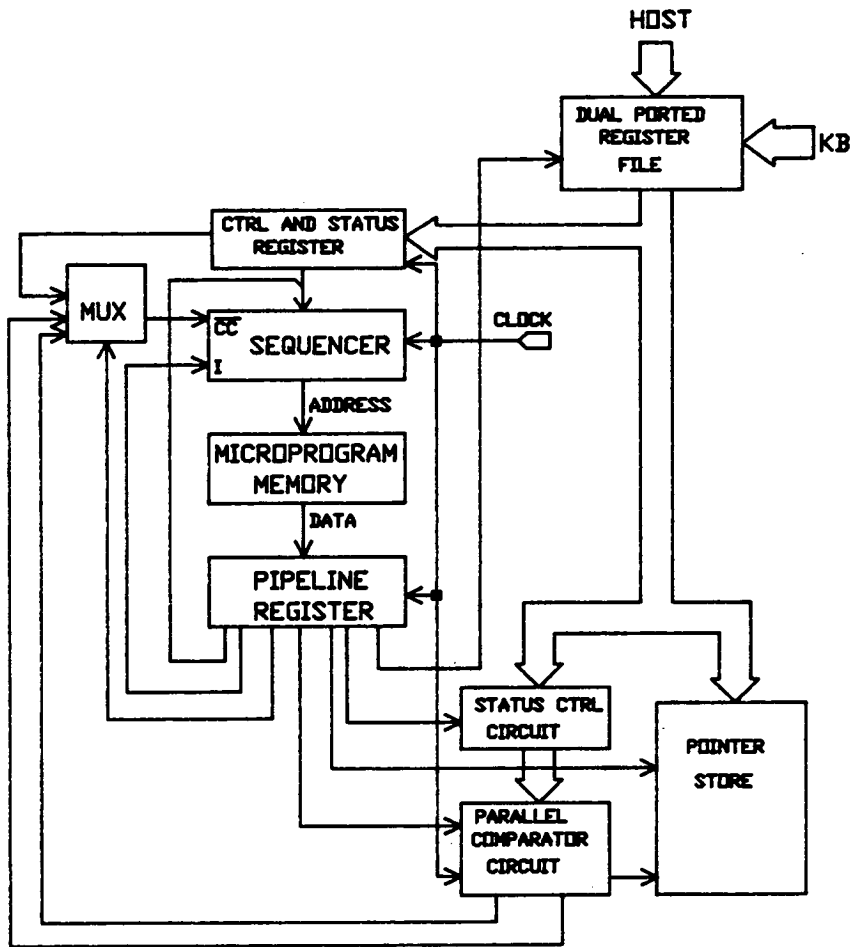 HOST
DUAL PORTED
REGISTER
FILE
KB
CTRL AND STATUS
REGISTER
MUX
CC
I
SEQUENCER
CLOCK
ADDRESS
MICROPROGRAM
MEMORY
DATA
PIPELINE
REGISTER
STATUS CTRL
CIRCUIT
POINTER
STORE
PARALLEL
COMPARATOR
CIRCUIT